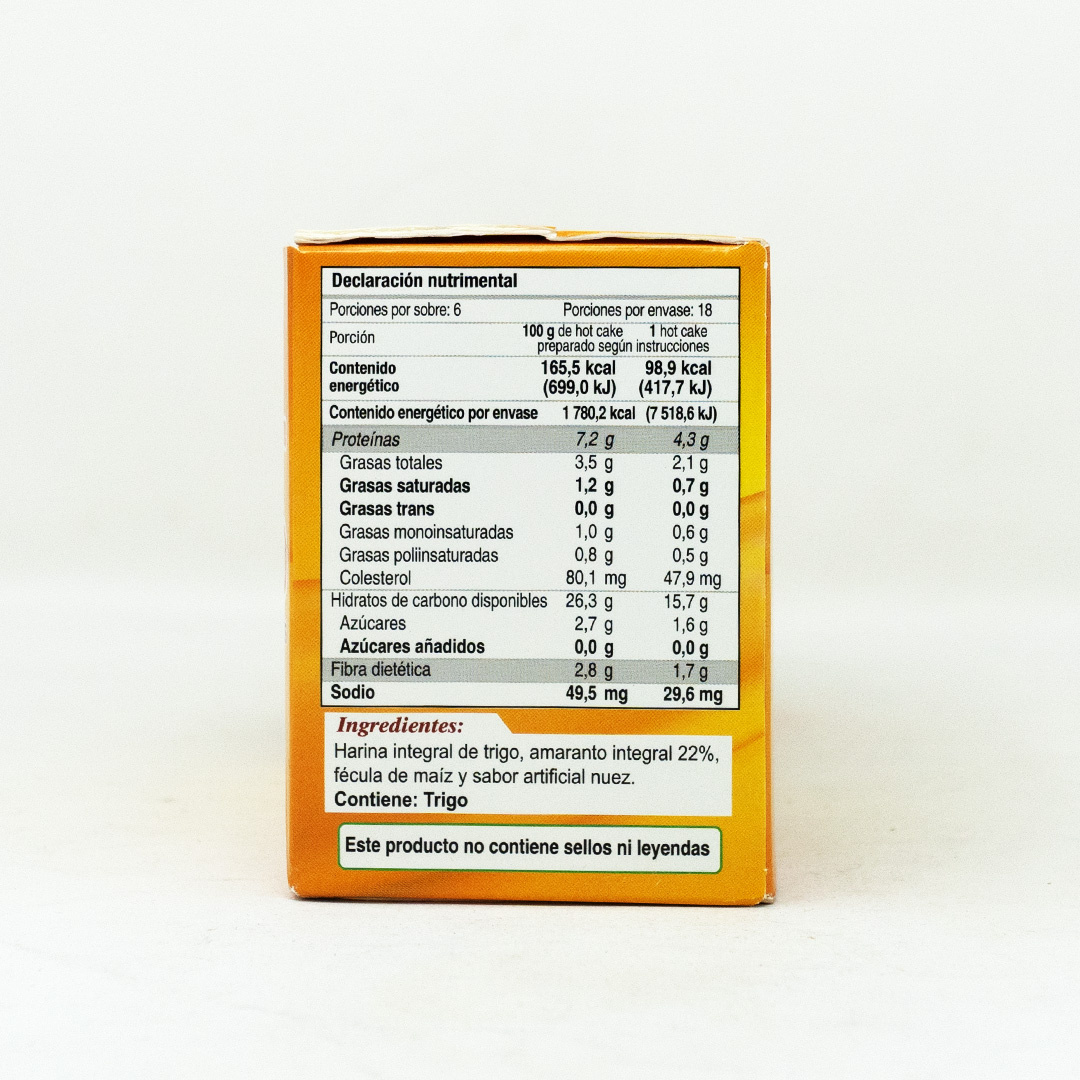 Declaración nutrimental
Porciones por sobre: 6 Porciones por envase: 18
Porción 100 g de hot cake 1 hot cake
preparado según instrucciones
Contenido energético 165,5 kcal 98,9 kcal
(699,0 kJ) (417,7 kJ)
Contenido energético por envase 1 780,2 kcal (7 518,6 kJ)
Proteínas 7,2 g 4,3 g
Grasas totales 3,5 g 2,1 g
Grasas saturadas 1,2 g 0,7 g
Grasas trans 0,0 g 0,0 g
Grasas monoinsaturadas 1,0 g 0,6 g
Grasas poliinsaturadas 0,8 g 0,5 g
Colesterol 80,1 mg 47,9 mg
Hidratos de carbono disponibles 26,3 g 15,7 g
Azúcares 2,7 g 1,6 g
Azúcares añadidos 0,0 g 0,0 g
Fibra dietética 2,8 g 1,7 g
Sodio 49,5 mg 29,6 mg
Ingredientes:
Harina integral de trigo, amaranto integral 22%,
fécula de maíz y sabor artificial nuez.
Contiene: Trigo
Este producto no contiene sellos ni leyendas